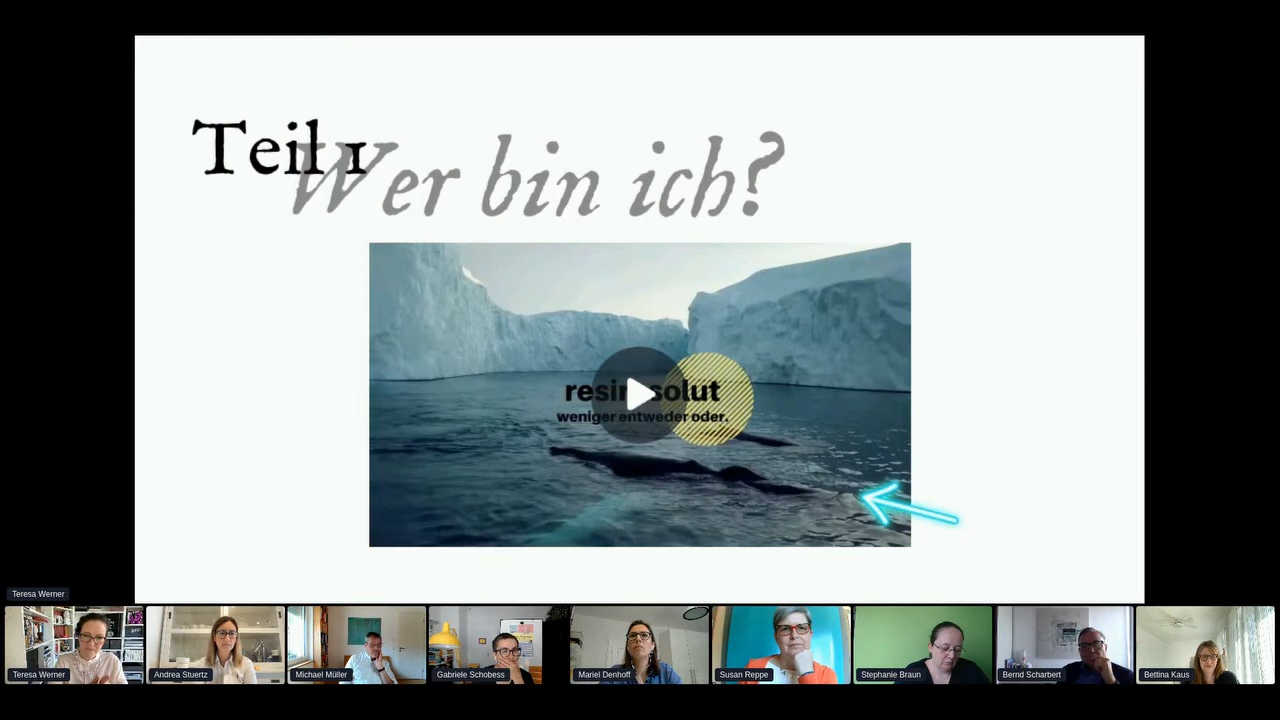 Teil 1
Wer bin ich?
weniger entweder oder.
Teresa Werner
Teresa Werner
Andrea Stuertz
Michael Müller
Gabriele Schobess
Mariel Denhoff
Susan Reppe
Stephanie Braun
Bernd Scharbert
Bettina Kaus